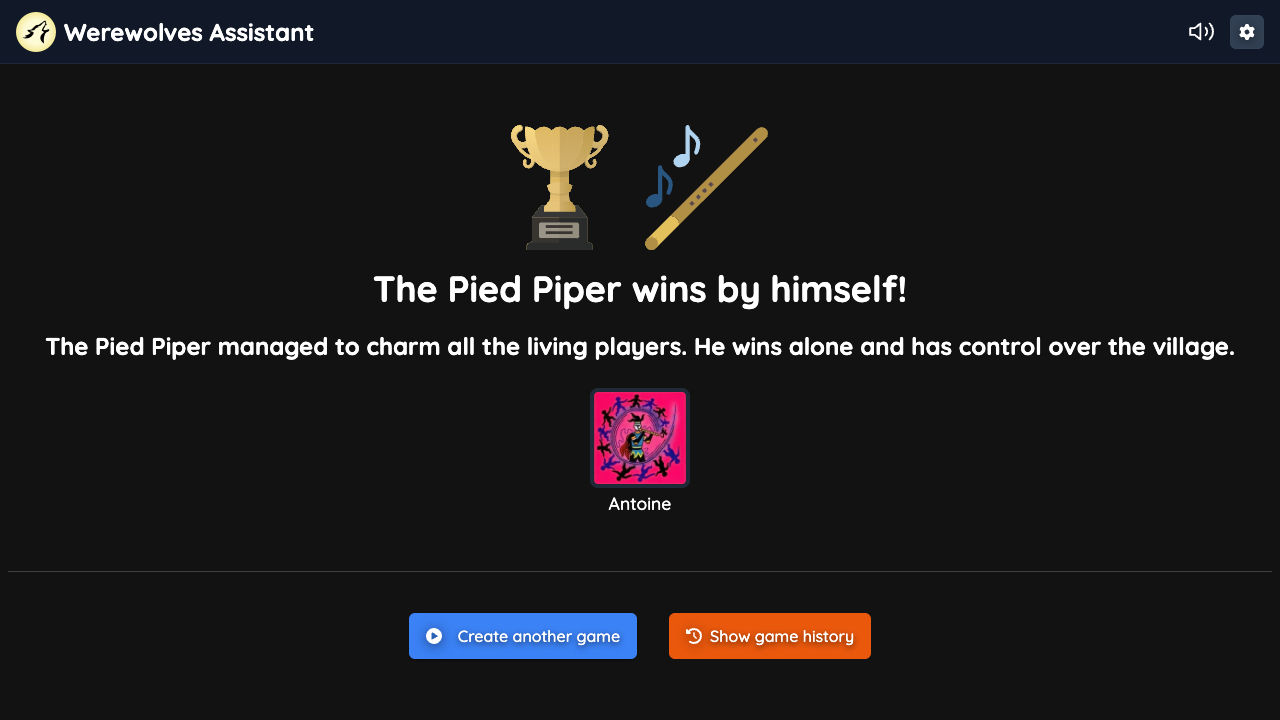 Werewolves Assistant
The Pied Piper wins by himself!
The Pied Piper managed to charm all the living players. He wins alone and has control over the village.
Antoine
Create another game
Show game history